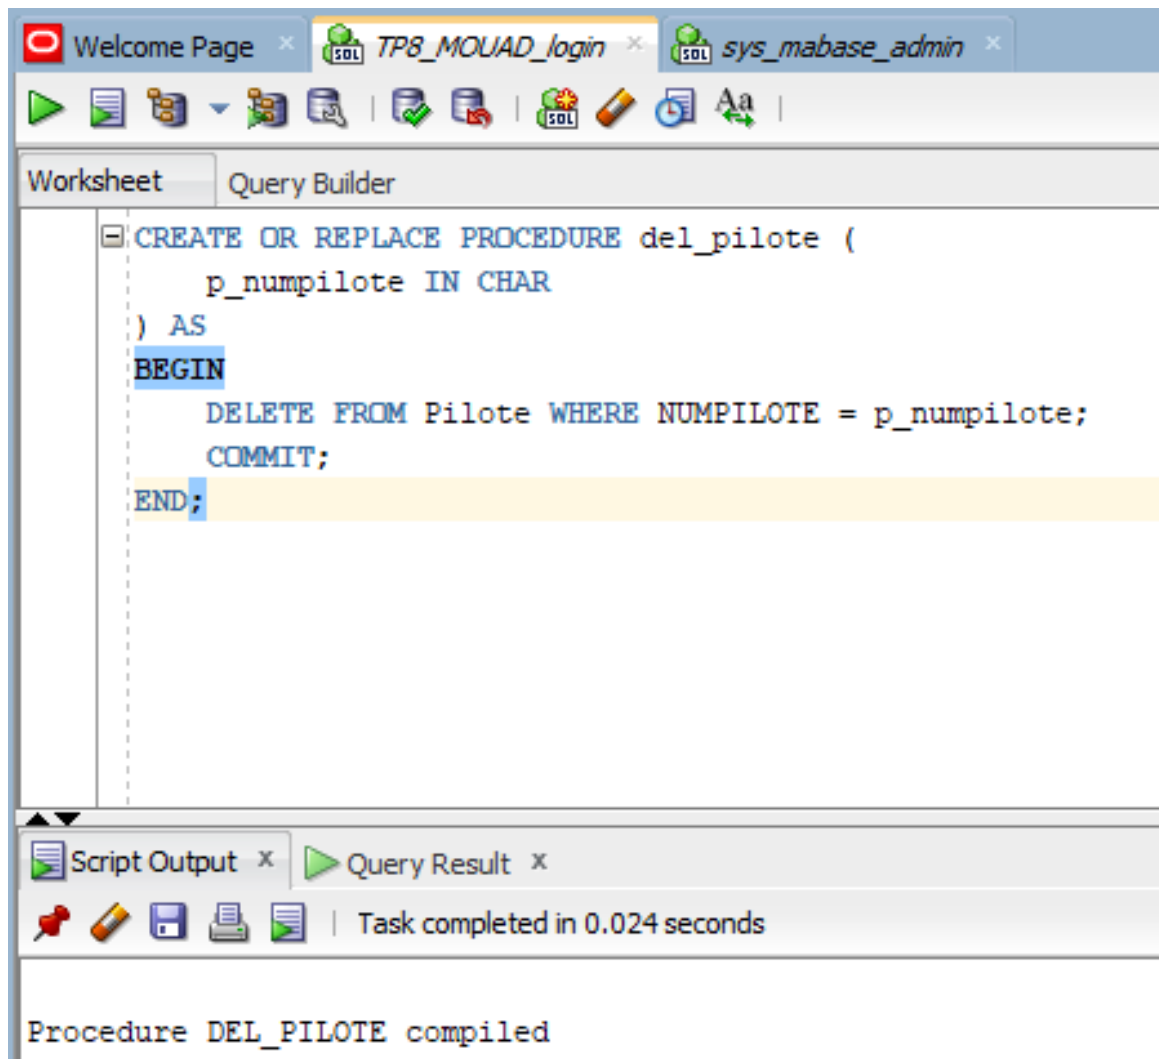 Welcome Page TP8_MOUAD_login sys_mabase_admin
Worksheet Query Builder
CREATE OR REPLACE PROCEDURE del_pilote (
    p_numpilote IN CHAR
) AS
BEGIN
    DELETE FROM Pilote WHERE NUMPILOTE = p_numpilote;
    COMMIT;
END;
Script Output x Query Result x
Task completed in 0.024 seconds
Procedure DEL_PILOTE compiled